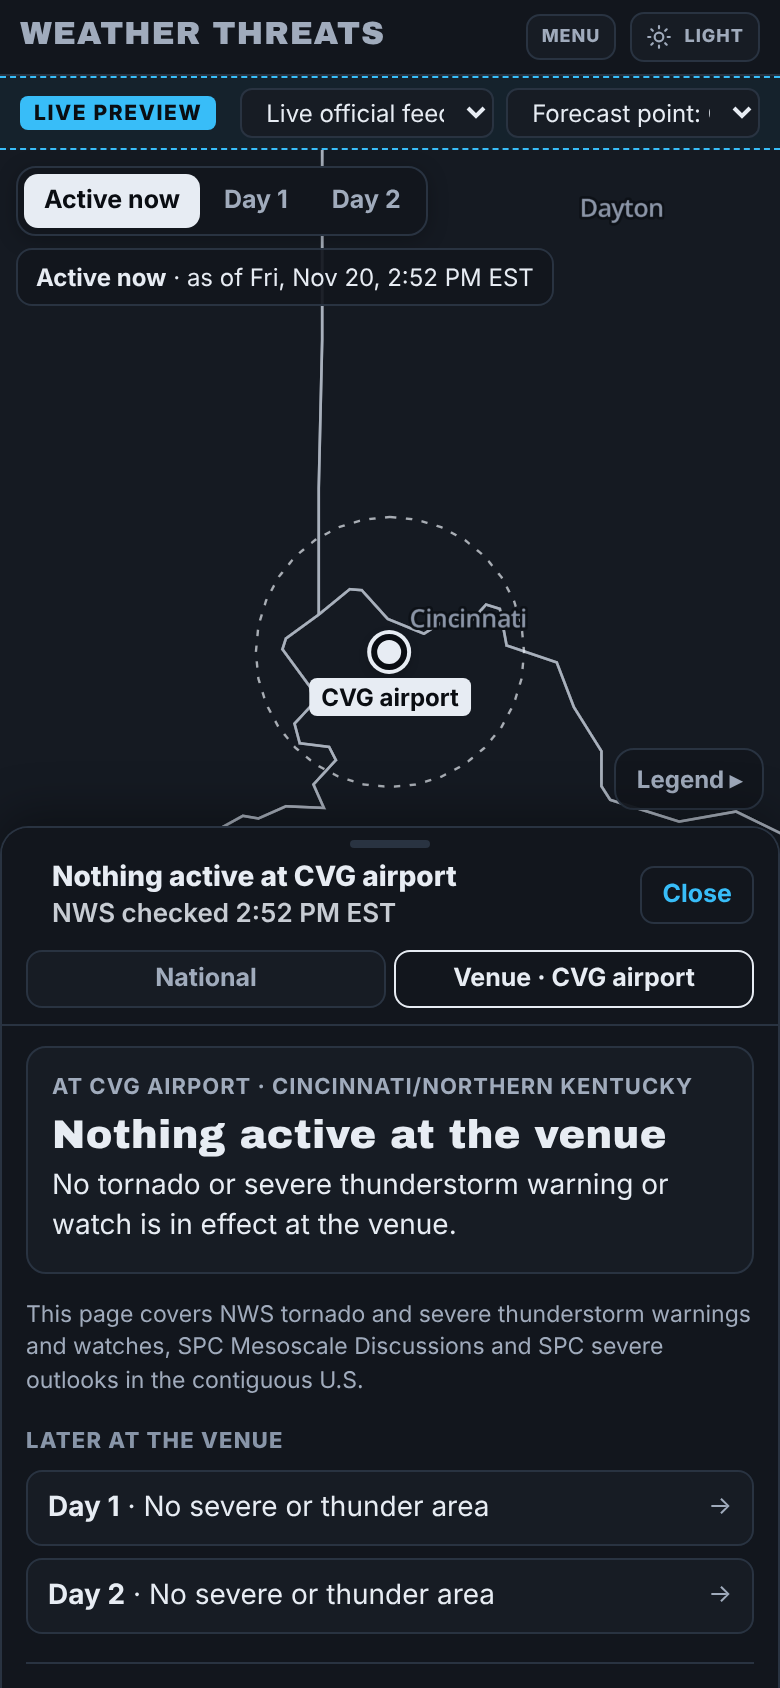 WEATHER THREATS
MENU
LIGHT
LIVE PREVIEW
Live official feed
Forecast point:
Active now
Day 1
Day 2
Dayton
Active now · as of Fri, Nov 20, 2:52 PM EST
Cincinnati
CVG airport
Legend ▸
Nothing active at CVG airport
NWS checked 2:52 PM EST
Close
National
Venue · CVG airport
AT CVG AIRPORT · CINCINNATI/NORTHERN KENTUCKY
Nothing active at the venue
No tornado or severe thunderstorm warning or
watch is in effect at the venue.
This page covers NWS tornado and severe thunderstorm warnings
and watches, SPC Mesoscale Discussions and SPC severe
outlooks in the contiguous U.S.
LATER AT THE VENUE
Day 1 · No severe or thunder area →
Day 2 · No severe or thunder area →